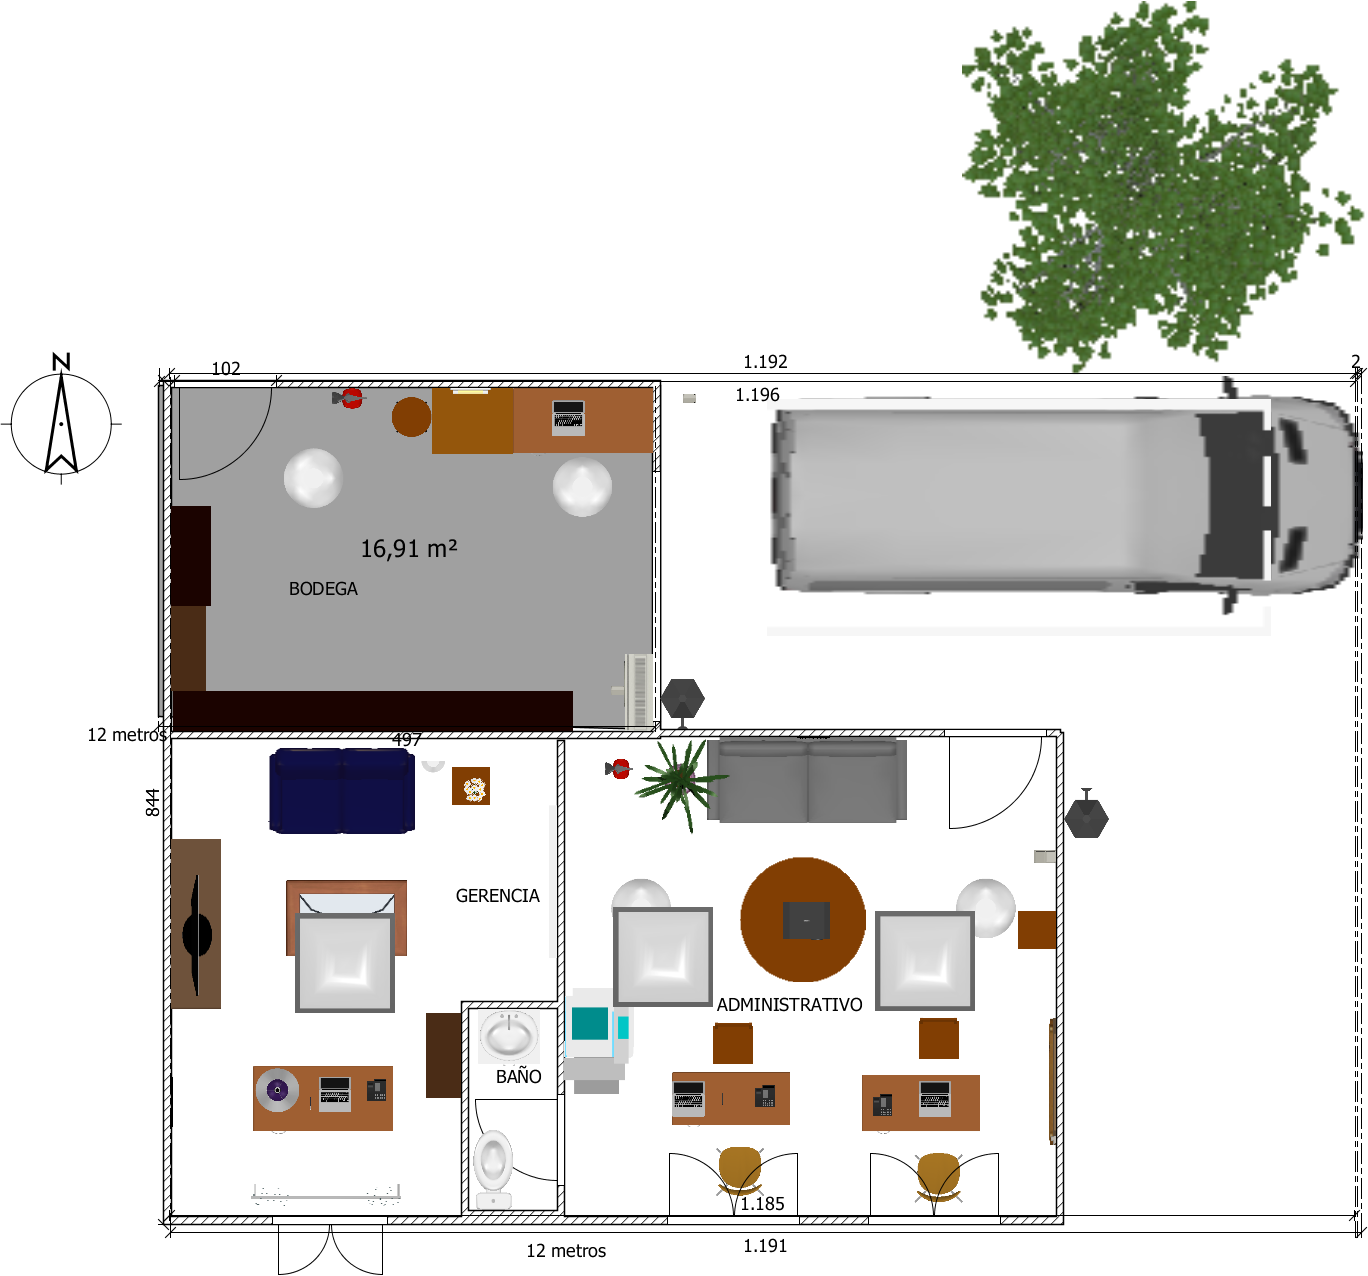 N
102
1.192
2
1.196
16,91 m²
BODEGA
12 metros
497
844
GERENCIA
ADMINISTRATIVO
BAÑO
1.185
12 metros
1.191